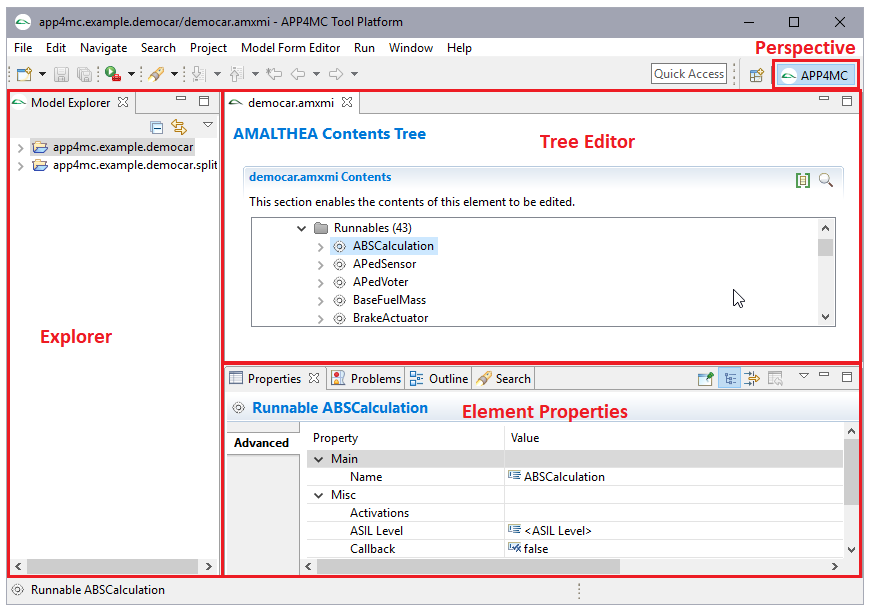 app4mc.example.democar/democar.amxmi - APP4MC Tool Platform
File Edit Navigate Search Project Model Form Editor Run Window Help
Perspective
Quick Access
APP4MC
Model Explorer
app4mc.example.democar
app4mc.example.democar.split
Explorer
democar.amxmi
AMALTHEA Contents Tree
Tree Editor
democar.amxmi Contents
This section enables the contents of this element to be edited.
Runnables (43)
ABSCalculation
APedSensor
APedVoter
BaseFuelMass
BrakeActuator
Properties Problems Outline Search
Runnable ABSCalculation
Element Properties
Advanced
Property Value
Main
Name ABSCalculation
Misc
Activations
ASIL Level <ASIL Level>
Callback false
Runnable ABSCalculation